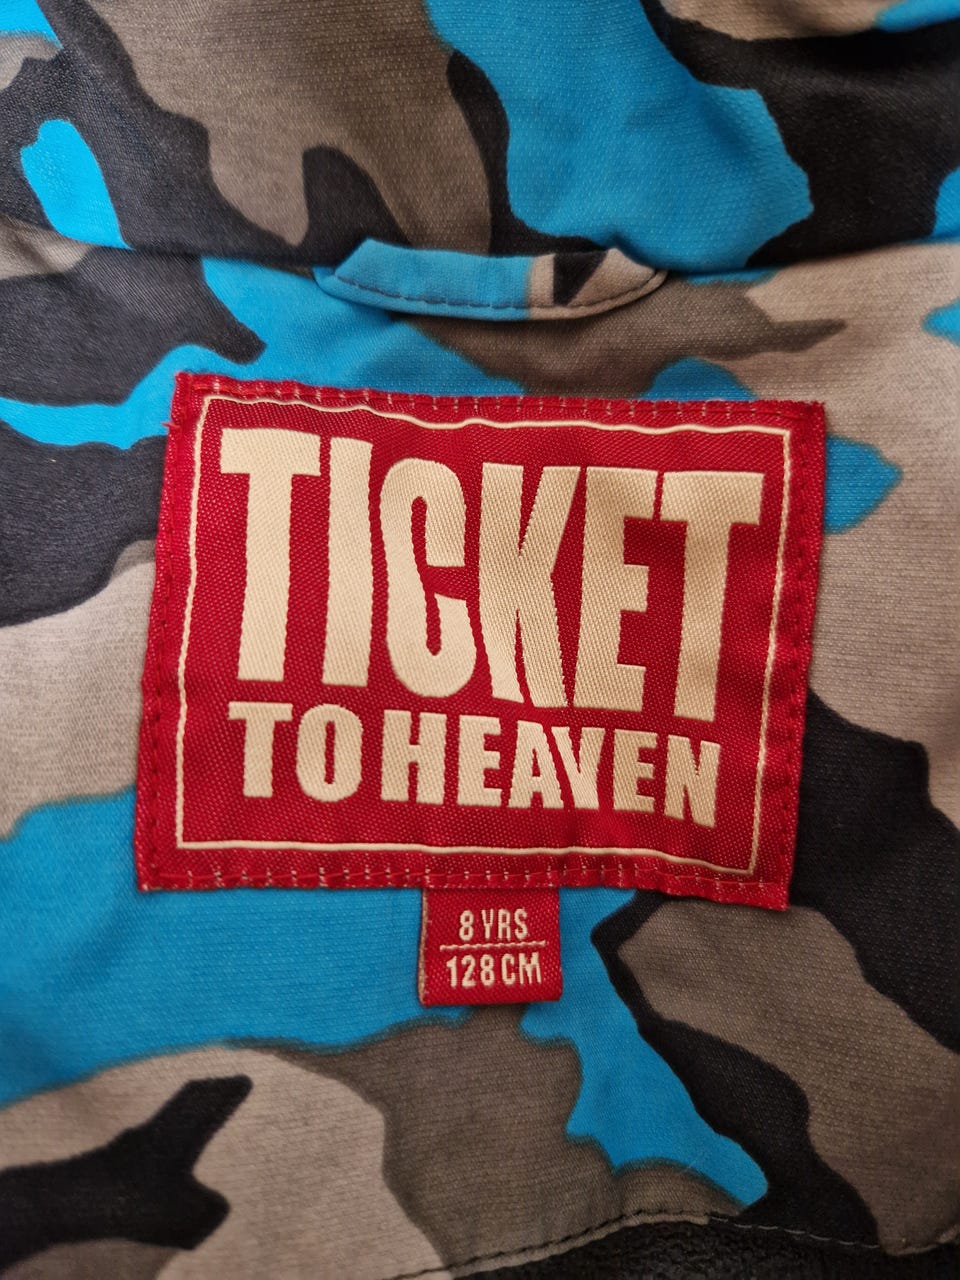 TICKET
TO HEAVEN
8 YRS
128 CM